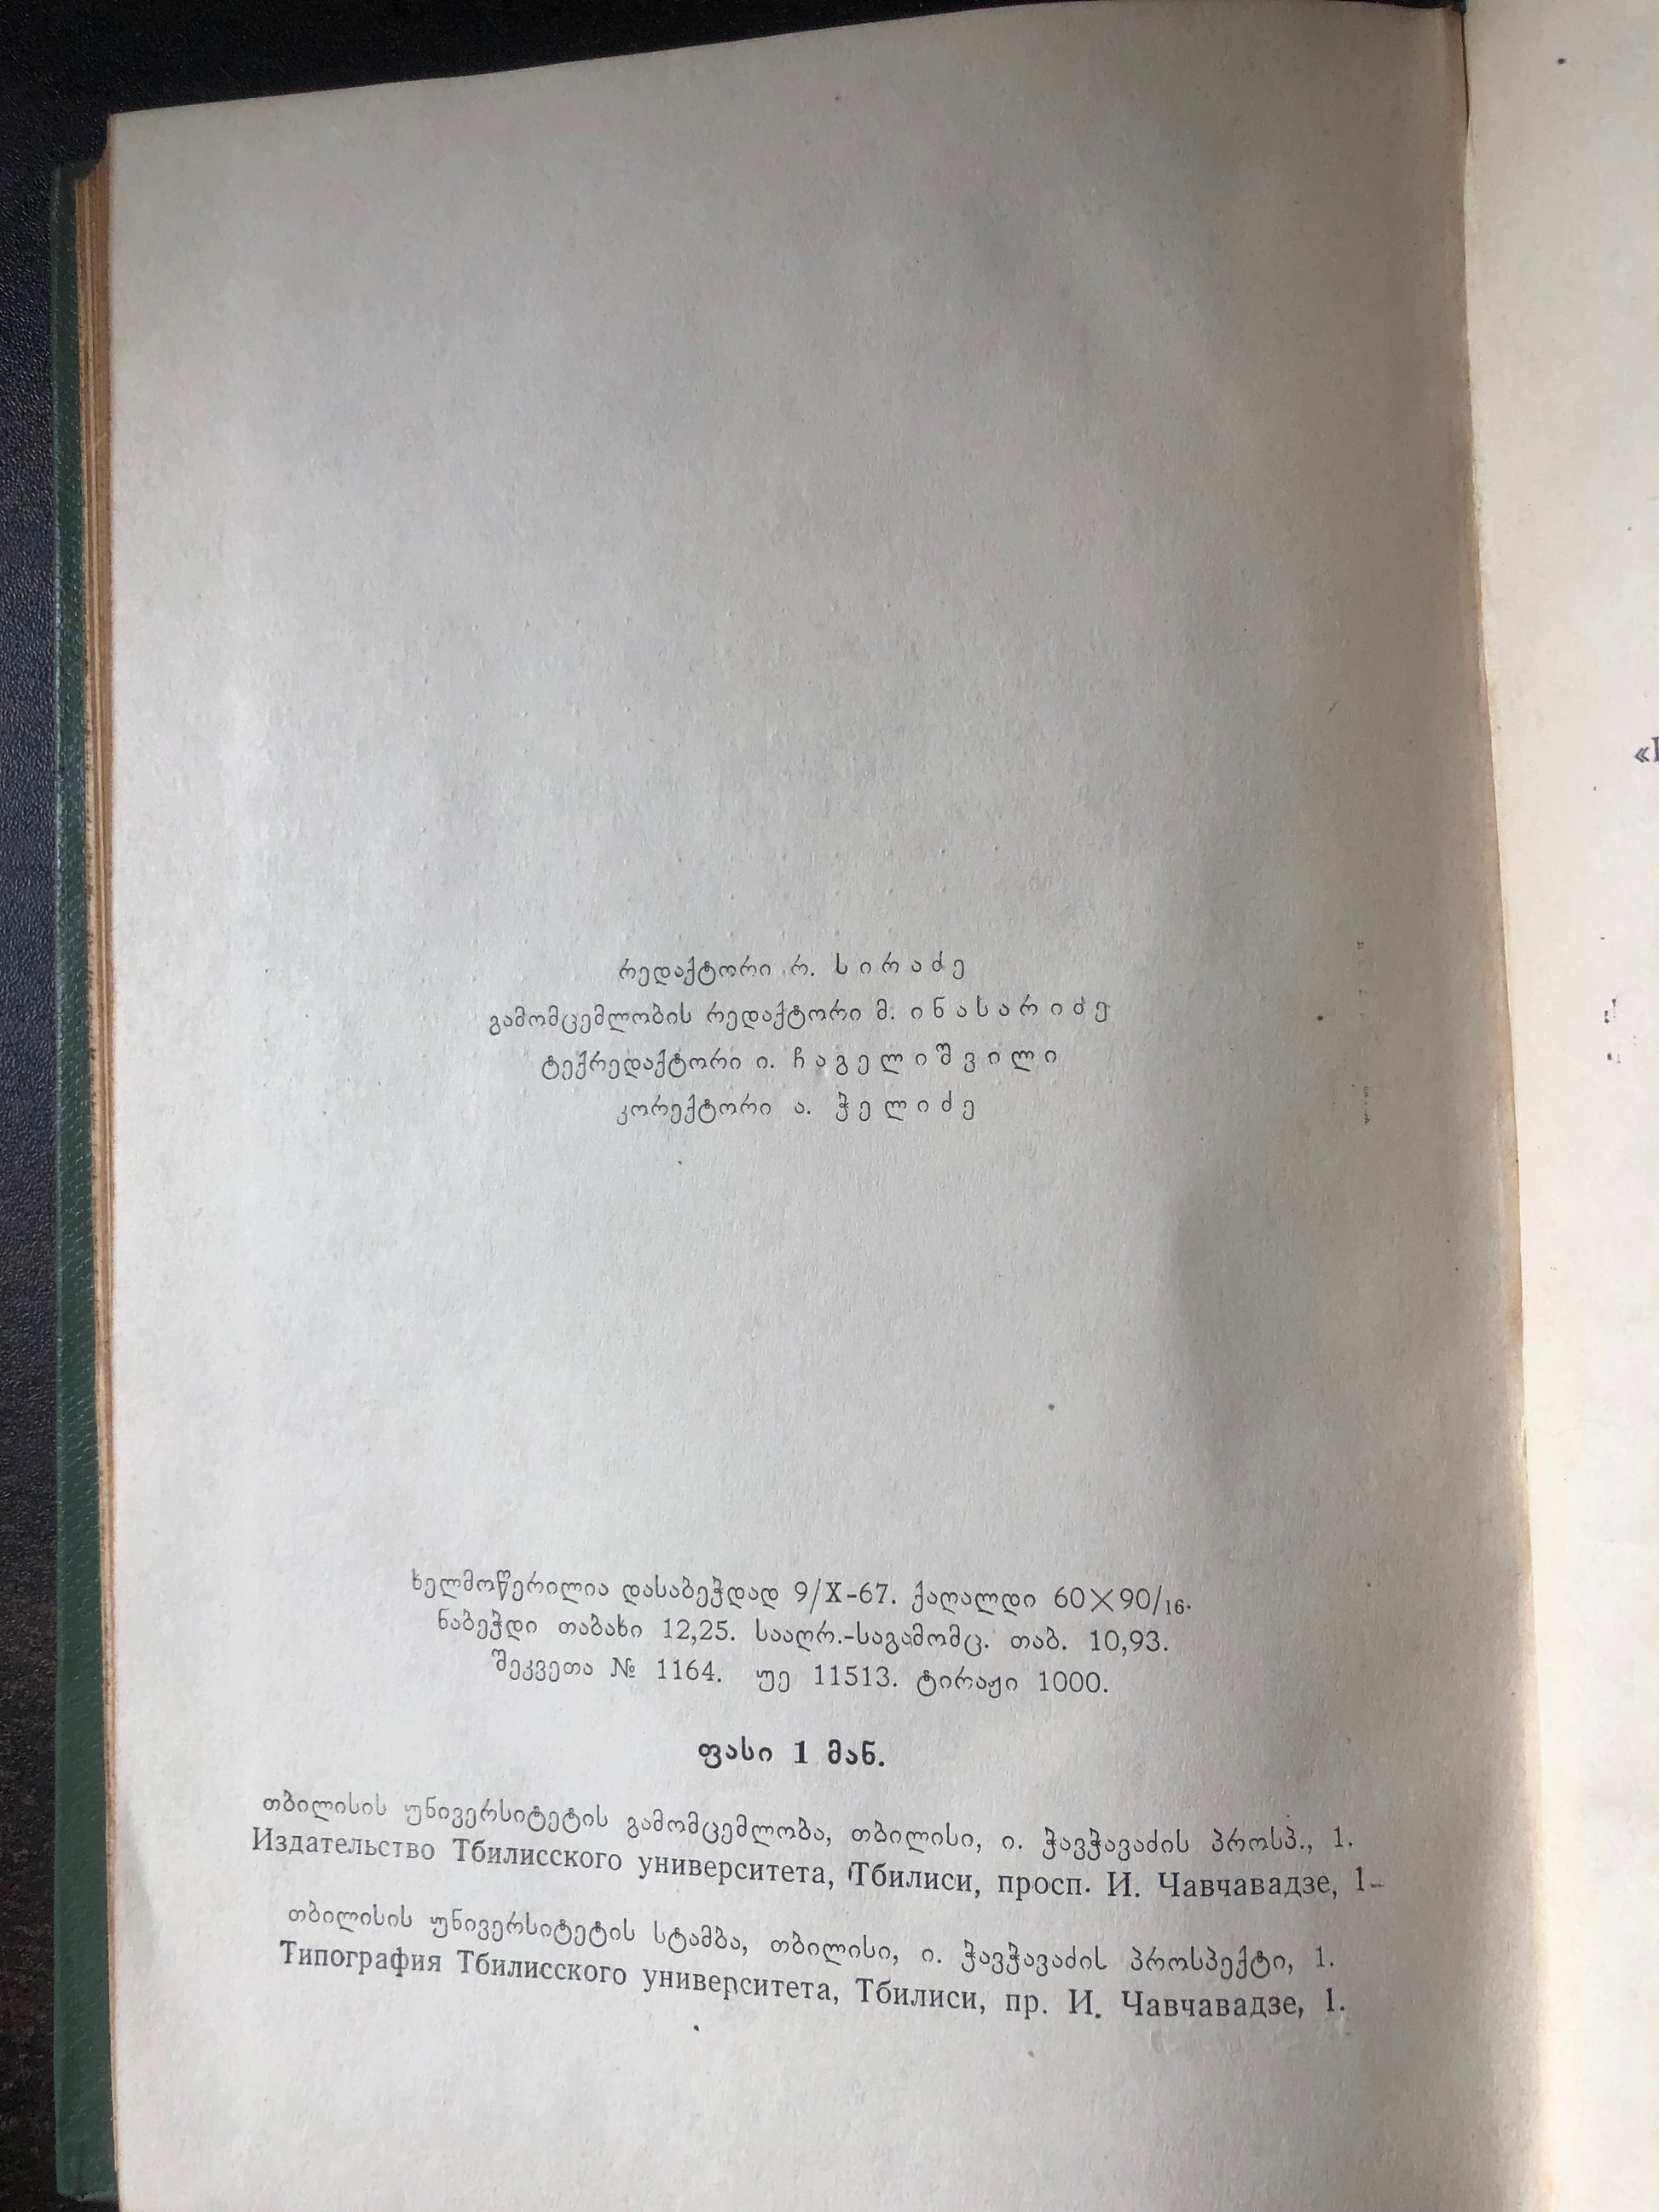 რედაქტორი რ. სირაძე
გამომცემლობის რედაქტორი მ. ინასარიძე
ტექრედაქტორი ი. ჩაგელიშვილი
კორექტორი ა. ჭელიძე
ხელმოწერილია დასაბეჭდად 9/X-67. ქაღალდი 60×90/16.
ნაბეჭდი თაბახი 12,25. სააღრ.-საგამომც. თაბ. 10,93.
შეკვეთა № 1164. უე 11513. ტირაჟი 1000.
ფასი 1 მან.
თბილისის უნივერსიტეტის გამომცემლობა, თბილისი, ი. ჭავჭავაძის პროსპ., 1.
Издательство Тбилисского университета, Тбилиси, просп. И. Чавчавадзе, 1.
თბილისის უნივერსიტეტის სტამბა, თბილისი, ი. ჭავჭავაძის პროსპექტი, 1.
Типография Тбилисского университета, Тбилиси, пр. И. Чавчавадзе, 1.